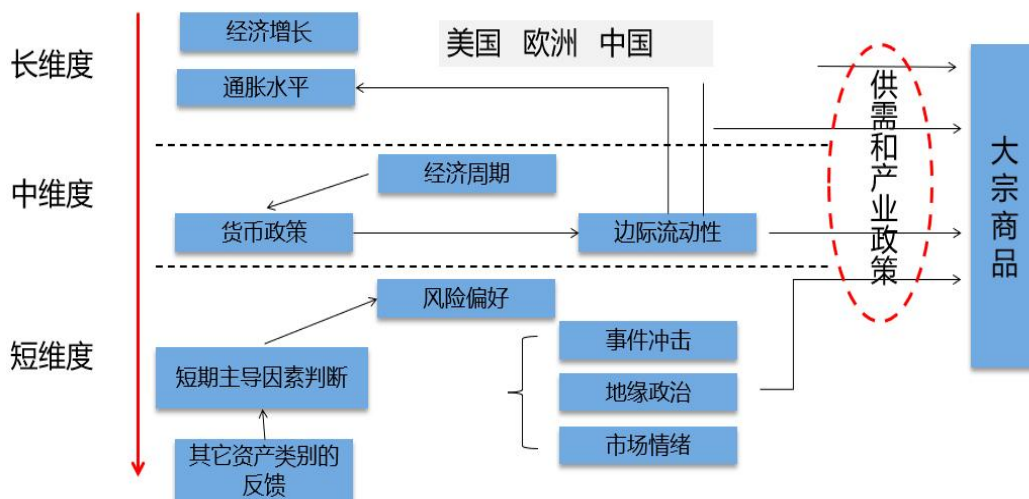 经济增长
美国 欧洲 中国
长维度
通胀水平
供需和产业政策
大宗商品
经济周期
中维度
货币政策
边际流动性
风险偏好
事件冲击
短维度
短期主导因素判断
地缘政治
其它资产类别的
反馈
市场情绪